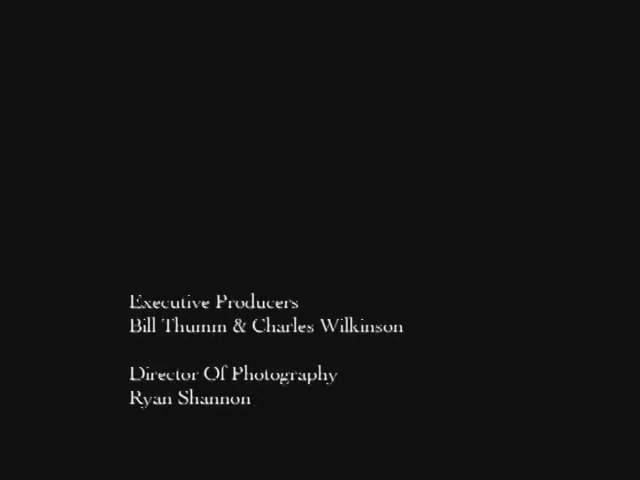 Executive Producers
Bill Thumm & Charles Wilkinson
Director Of Photography
Ryan Shannon